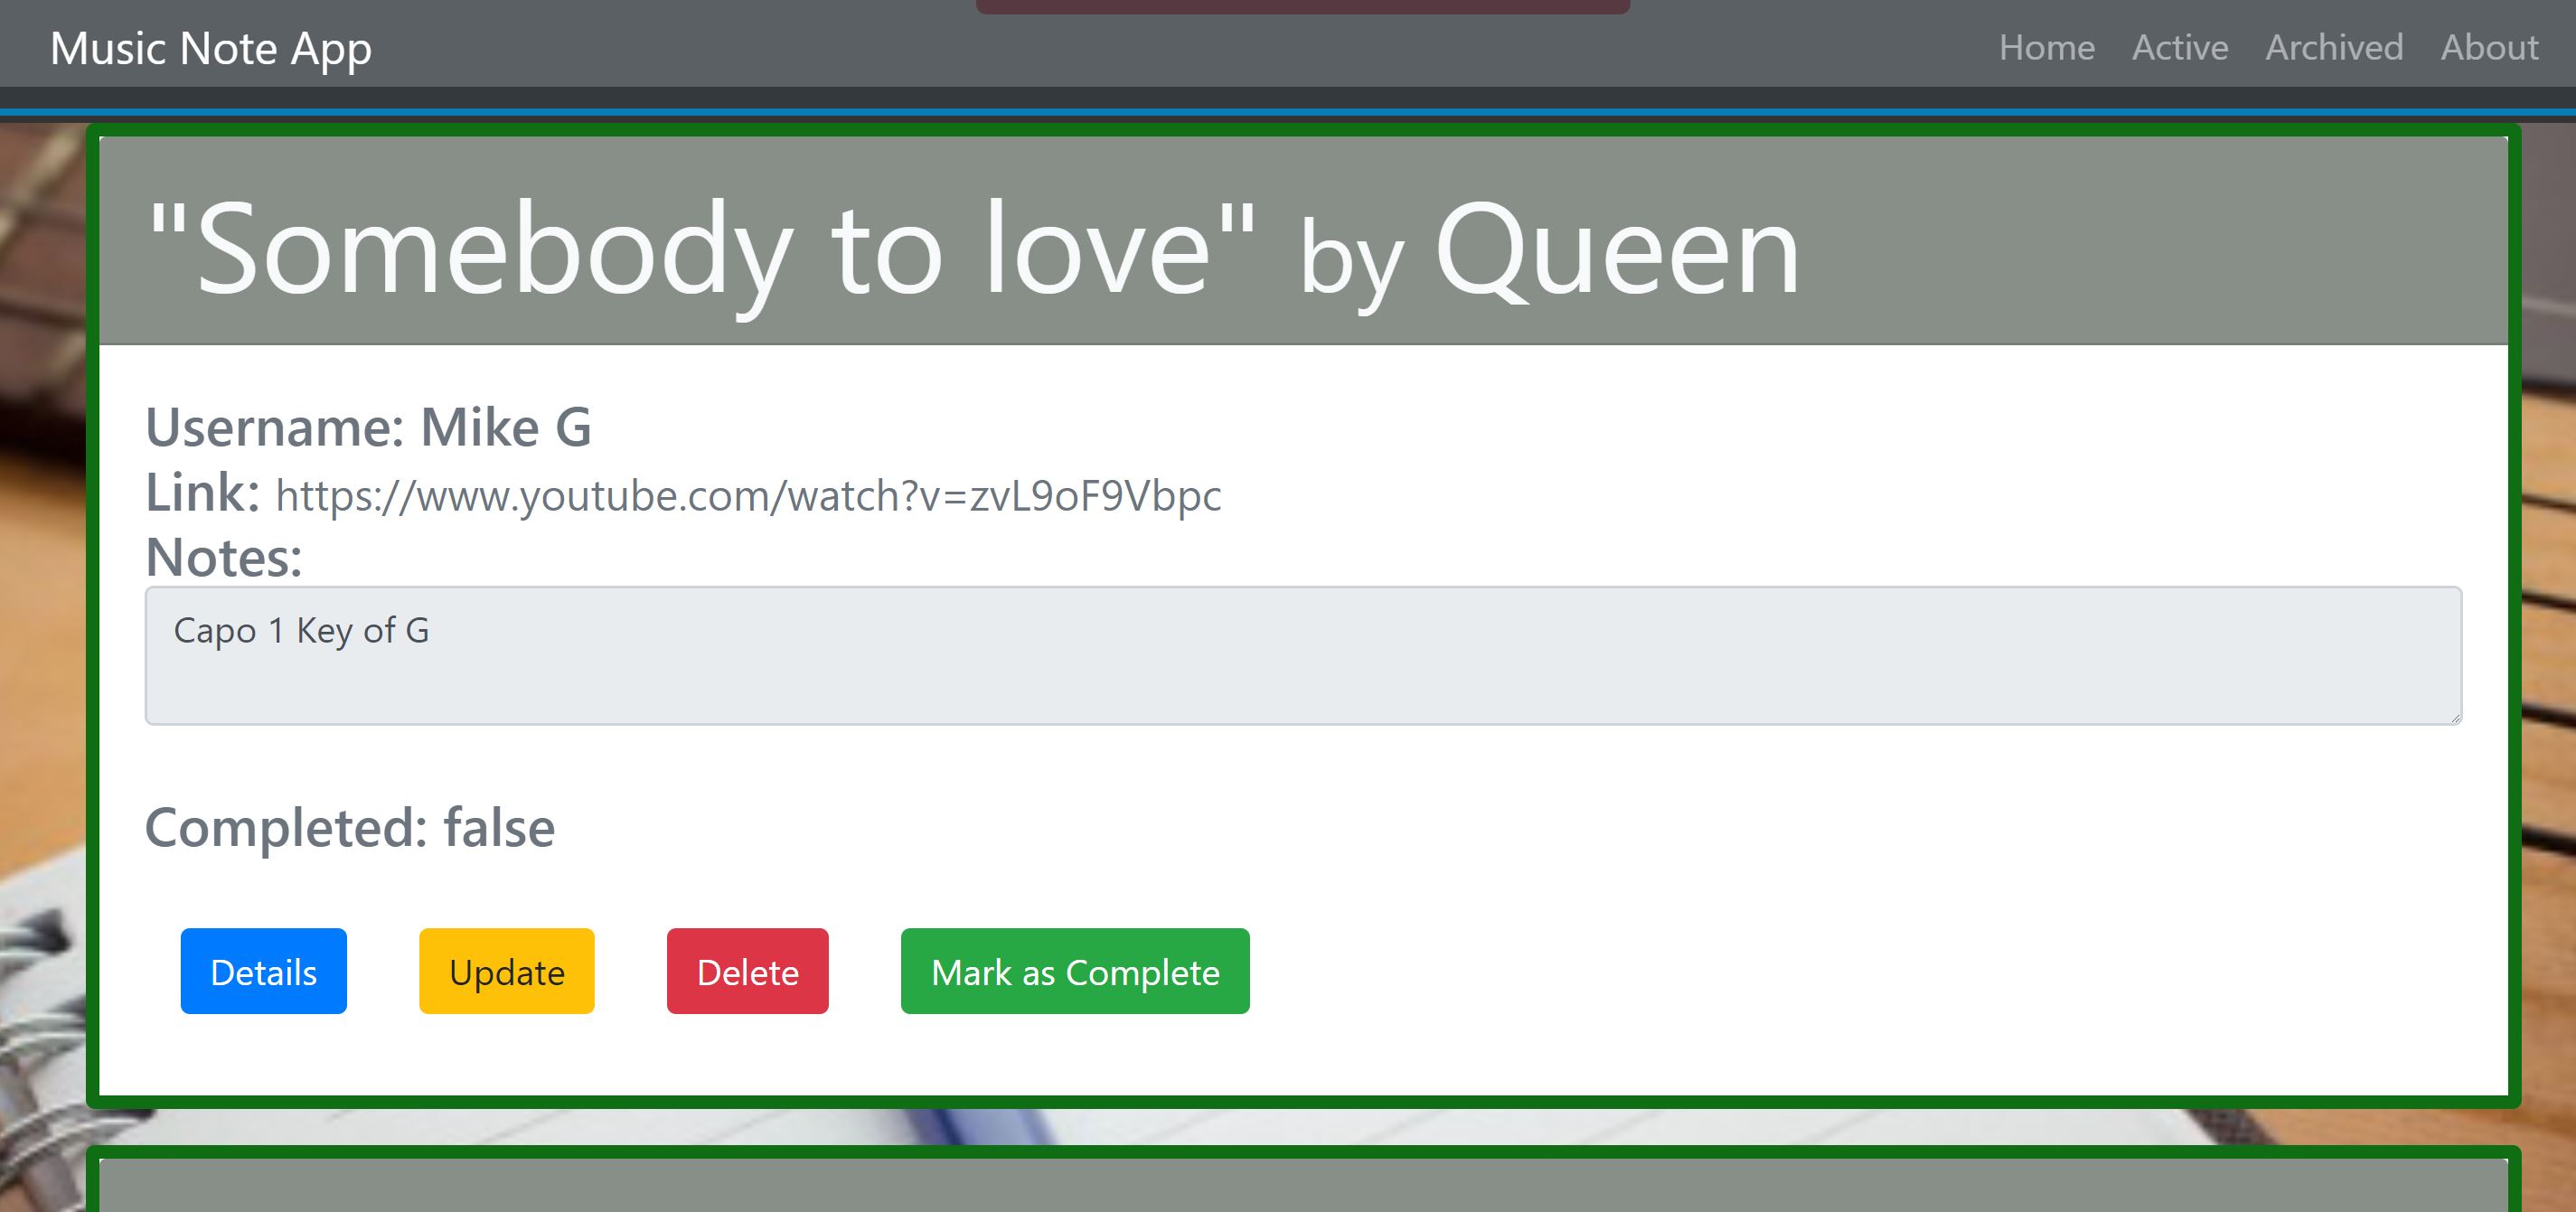 Music Note App
Home Active Archived About
"Somebody to love" by Queen
Username: Mike G
Link: https://www.youtube.com/watch?v=zvL9oF9Vbpc
Notes:
Capo 1 Key of G
Completed: false
Details Update Delete Mark as Complete